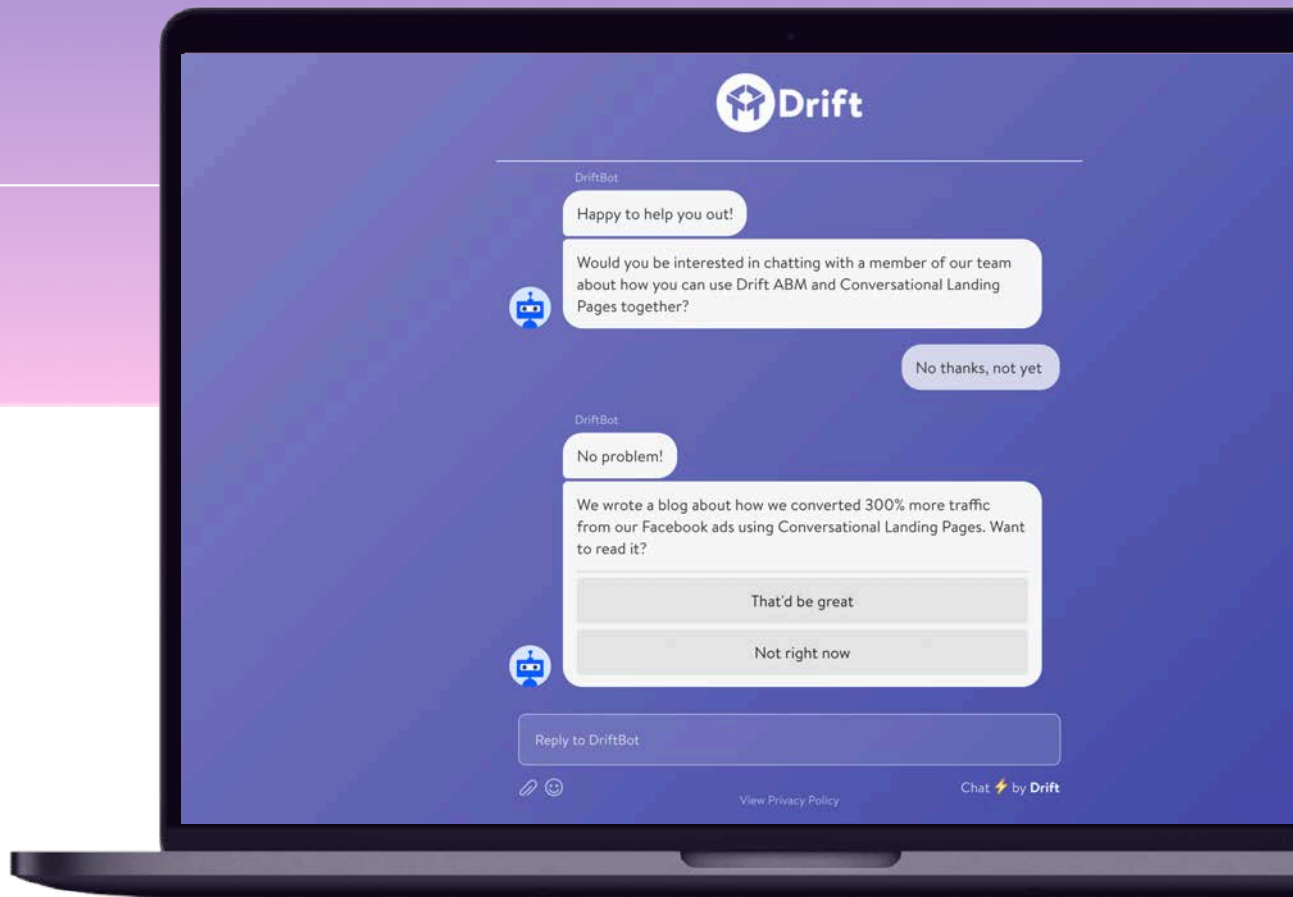 Drift
DriftBot
Happy to help you out!
Would you be interested in chatting with a member of our team
about how you can use Drift ABM and Conversational Landing
Pages together?
No thanks, not yet
DriftBot
No problem!
We wrote a blog about how we converted 300% more traffic
from our Facebook ads using Conversational Landing Pages. Want
to read it?
That'd be great
Not right now
Reply to DriftBot
Chat ⚡ by Drift
View Privacy Policy